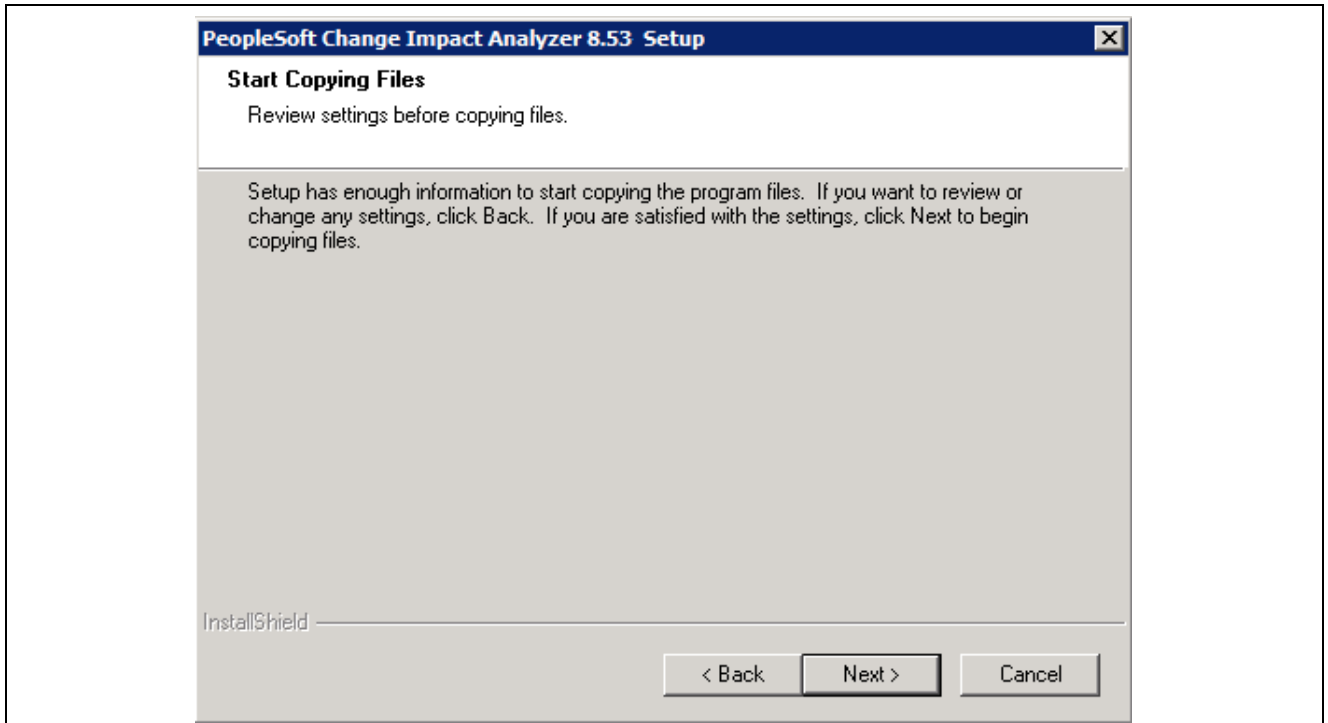 PeopleSoft Change Impact Analyzer 8.53  Setup
Start Copying Files
Review settings before copying files.
Setup has enough information to start copying the program files.  If you want to review or
change any settings, click Back.  If you are satisfied with the settings, click Next to begin
copying files.
InstallShield
< Back
Next >
Cancel